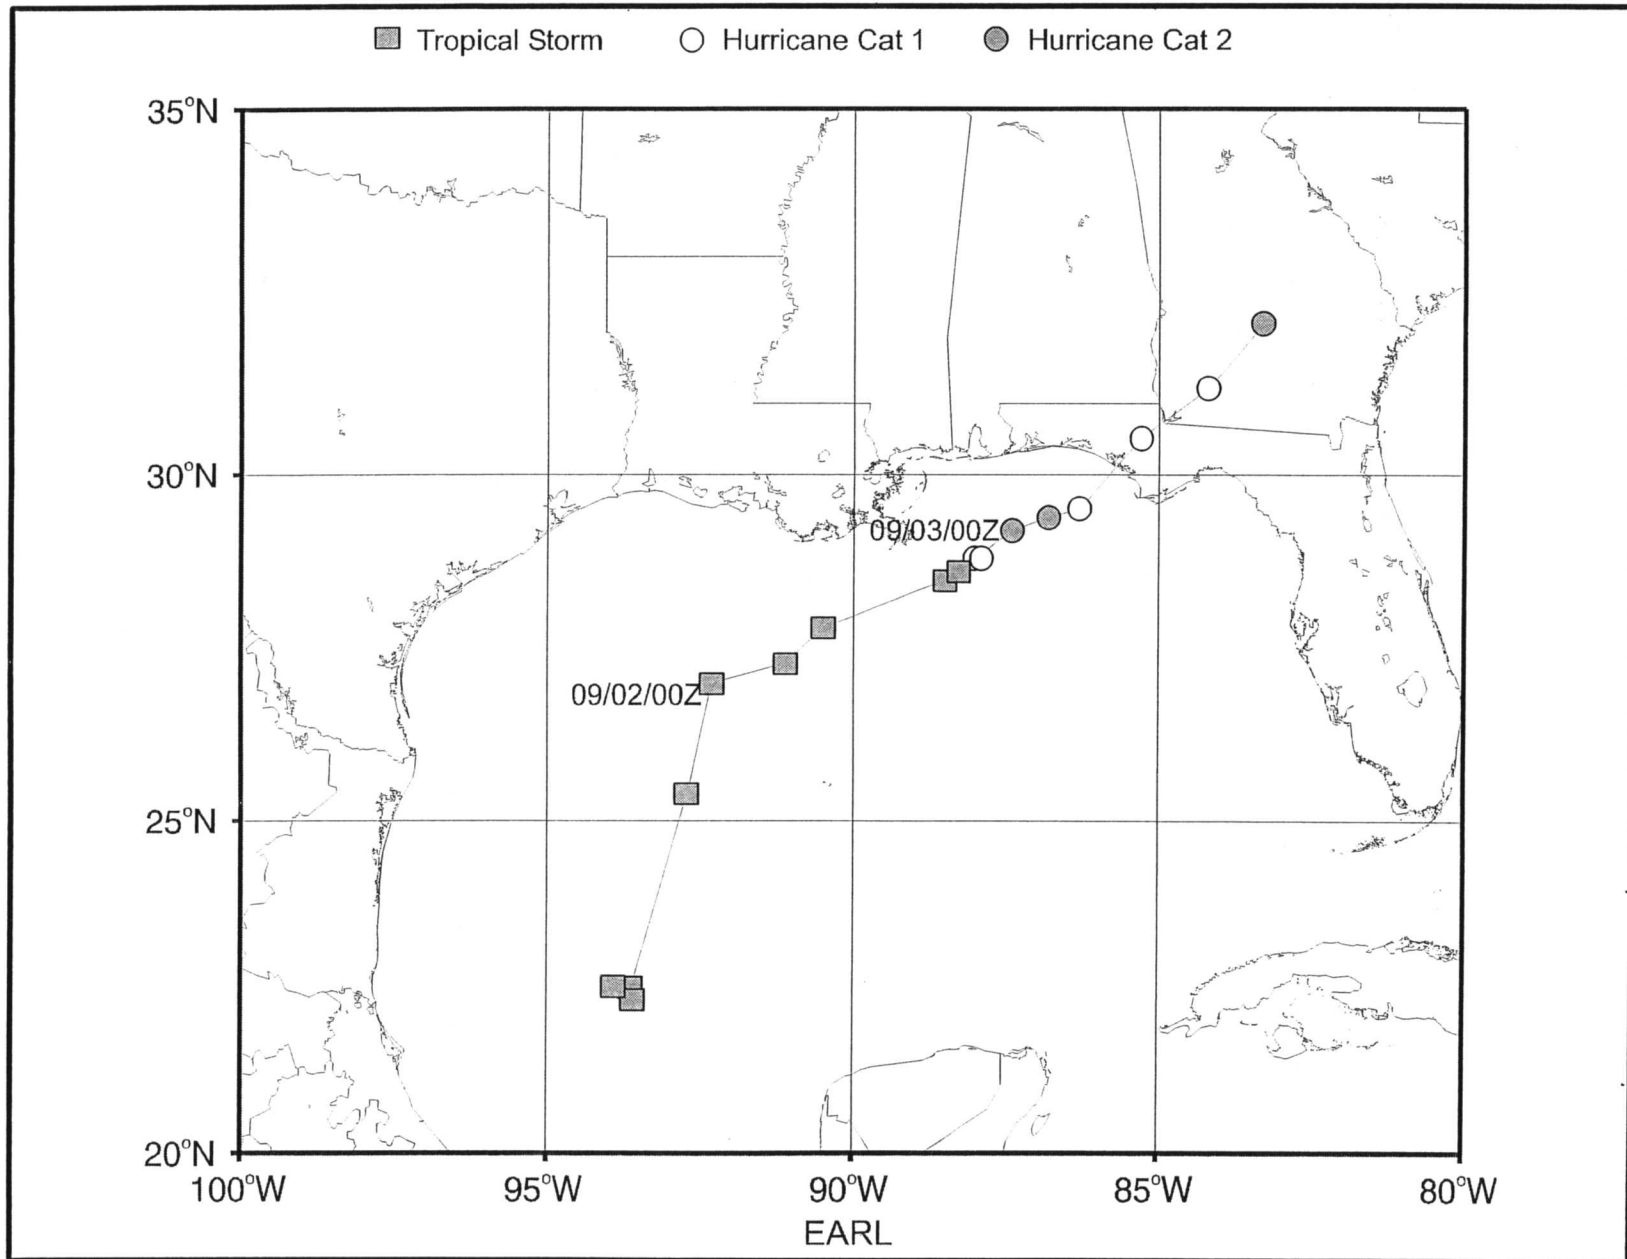 Tropical Storm Hurricane Cat 1 Hurricane Cat 2
35°N
30°N
09/03/00Z
09/02/00Z
25°N
20°N
100°W 95°W 90°W 85°W 80°W
EARL